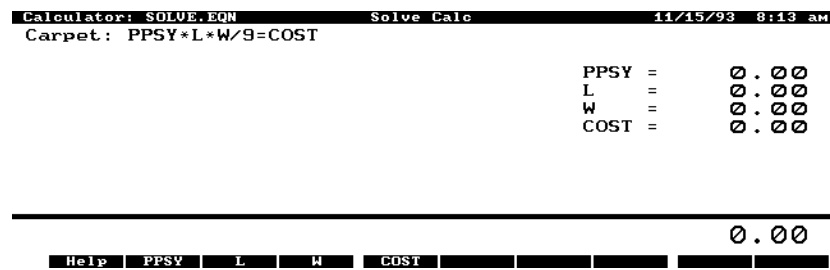 Calculator: SOLVE.EQN Solve Calc 11/15/93 8:13 am
Carpet: PPSY*L*W/9=COST
PPSY = 0.00
L = 0.00
W = 0.00
COST = 0.00
0.00
Help PPSY L W COST